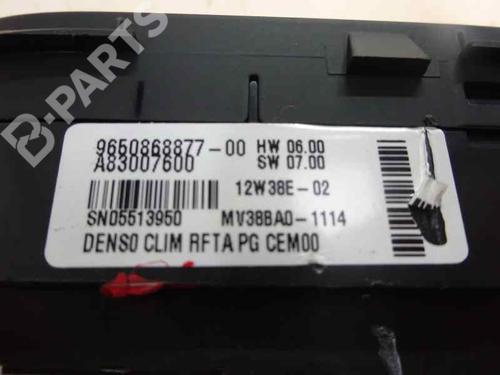 B-PARTS
9650868877-00 HW 06.00
A83007600 SW 07.00
12W38E-02
SN05513950 MV38BA0-1114
DENSO CLIM RFTA PG CEM00